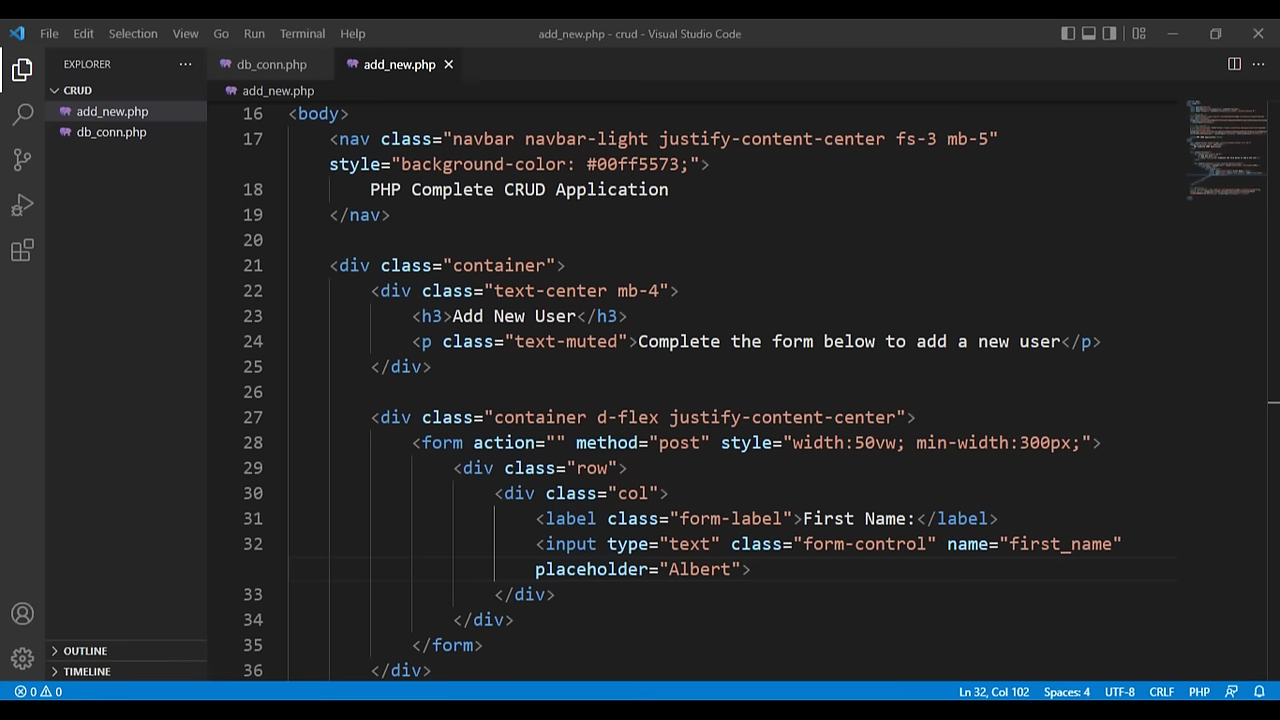 File Edit Selection View Go Run Terminal Help
add_new.php - crud - Visual Studio Code
EXPLORER
CRUD
add_new.php
db_conn.php
OUTLINE
TIMELINE
db_conn.php
add_new.php
add_new.php
16 <body>
17 <nav class="navbar navbar-light justify-content-center fs-3 mb-5"
style="background-color: #00ff5573;">
18 PHP Complete CRUD Application
19 </nav>
20
21 <div class="container">
22 <div class="text-center mb-4">
23 <h3>Add New User</h3>
24 <p class="text-muted">Complete the form below to add a new user</p>
25 </div>
26
27 <div class="container d-flex justify-content-center">
28 <form action="" method="post" style="width:50vw; min-width:300px;">
29 <div class="row">
30 <div class="col">
31 <label class="form-label">First Name:</label>
32 <input type="text" class="form-control" name="first_name"
placeholder="Albert">
33 </div>
34 </div>
35 </form>
36 </div>
0 0
Ln 32, Col 102 Spaces: 4 UTF-8 CRLF PHP